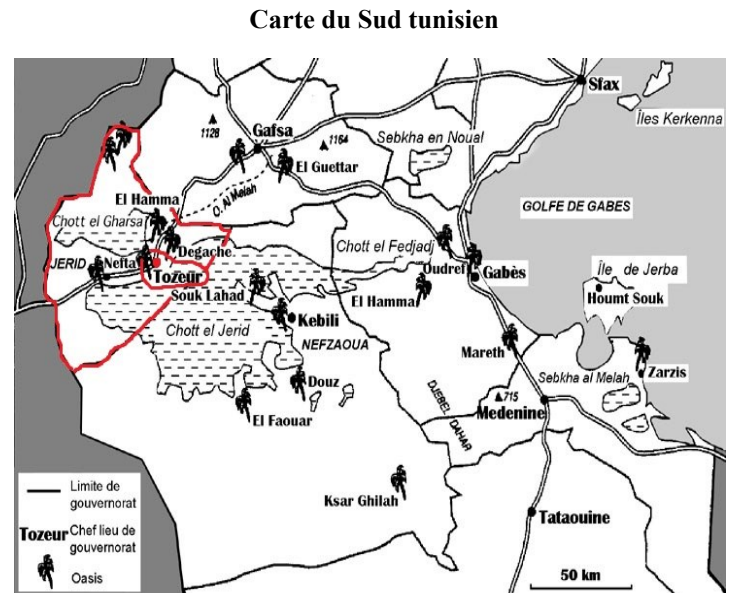 Carte du Sud tunisien
Sfax
Îles Kerkenna
1128
Gafsa
1164
Sebkha en Noual
El Guettar
O. Al Melah
El Hamma
Chott el Gharsa
GOLFE DE GABES
Degache
Chott el Fedjadj
JERID
Nefta
Tozeur
Oudref
Gabès
Île de Jerba
Souk Lahad
El Hamma
Houmt Souk
Kebili
Chott el Jerid
NEFZAOUA
Mareth
Zarzis
Sebkha al Melah
Douz
DJEBEL DAHAR
715
Medenine
El Faouar
Ksar Ghilah
Tataouine
Limite de
gouvernorat
Tozeur Chef lieu de
gouvernorat
Oasis
50 km